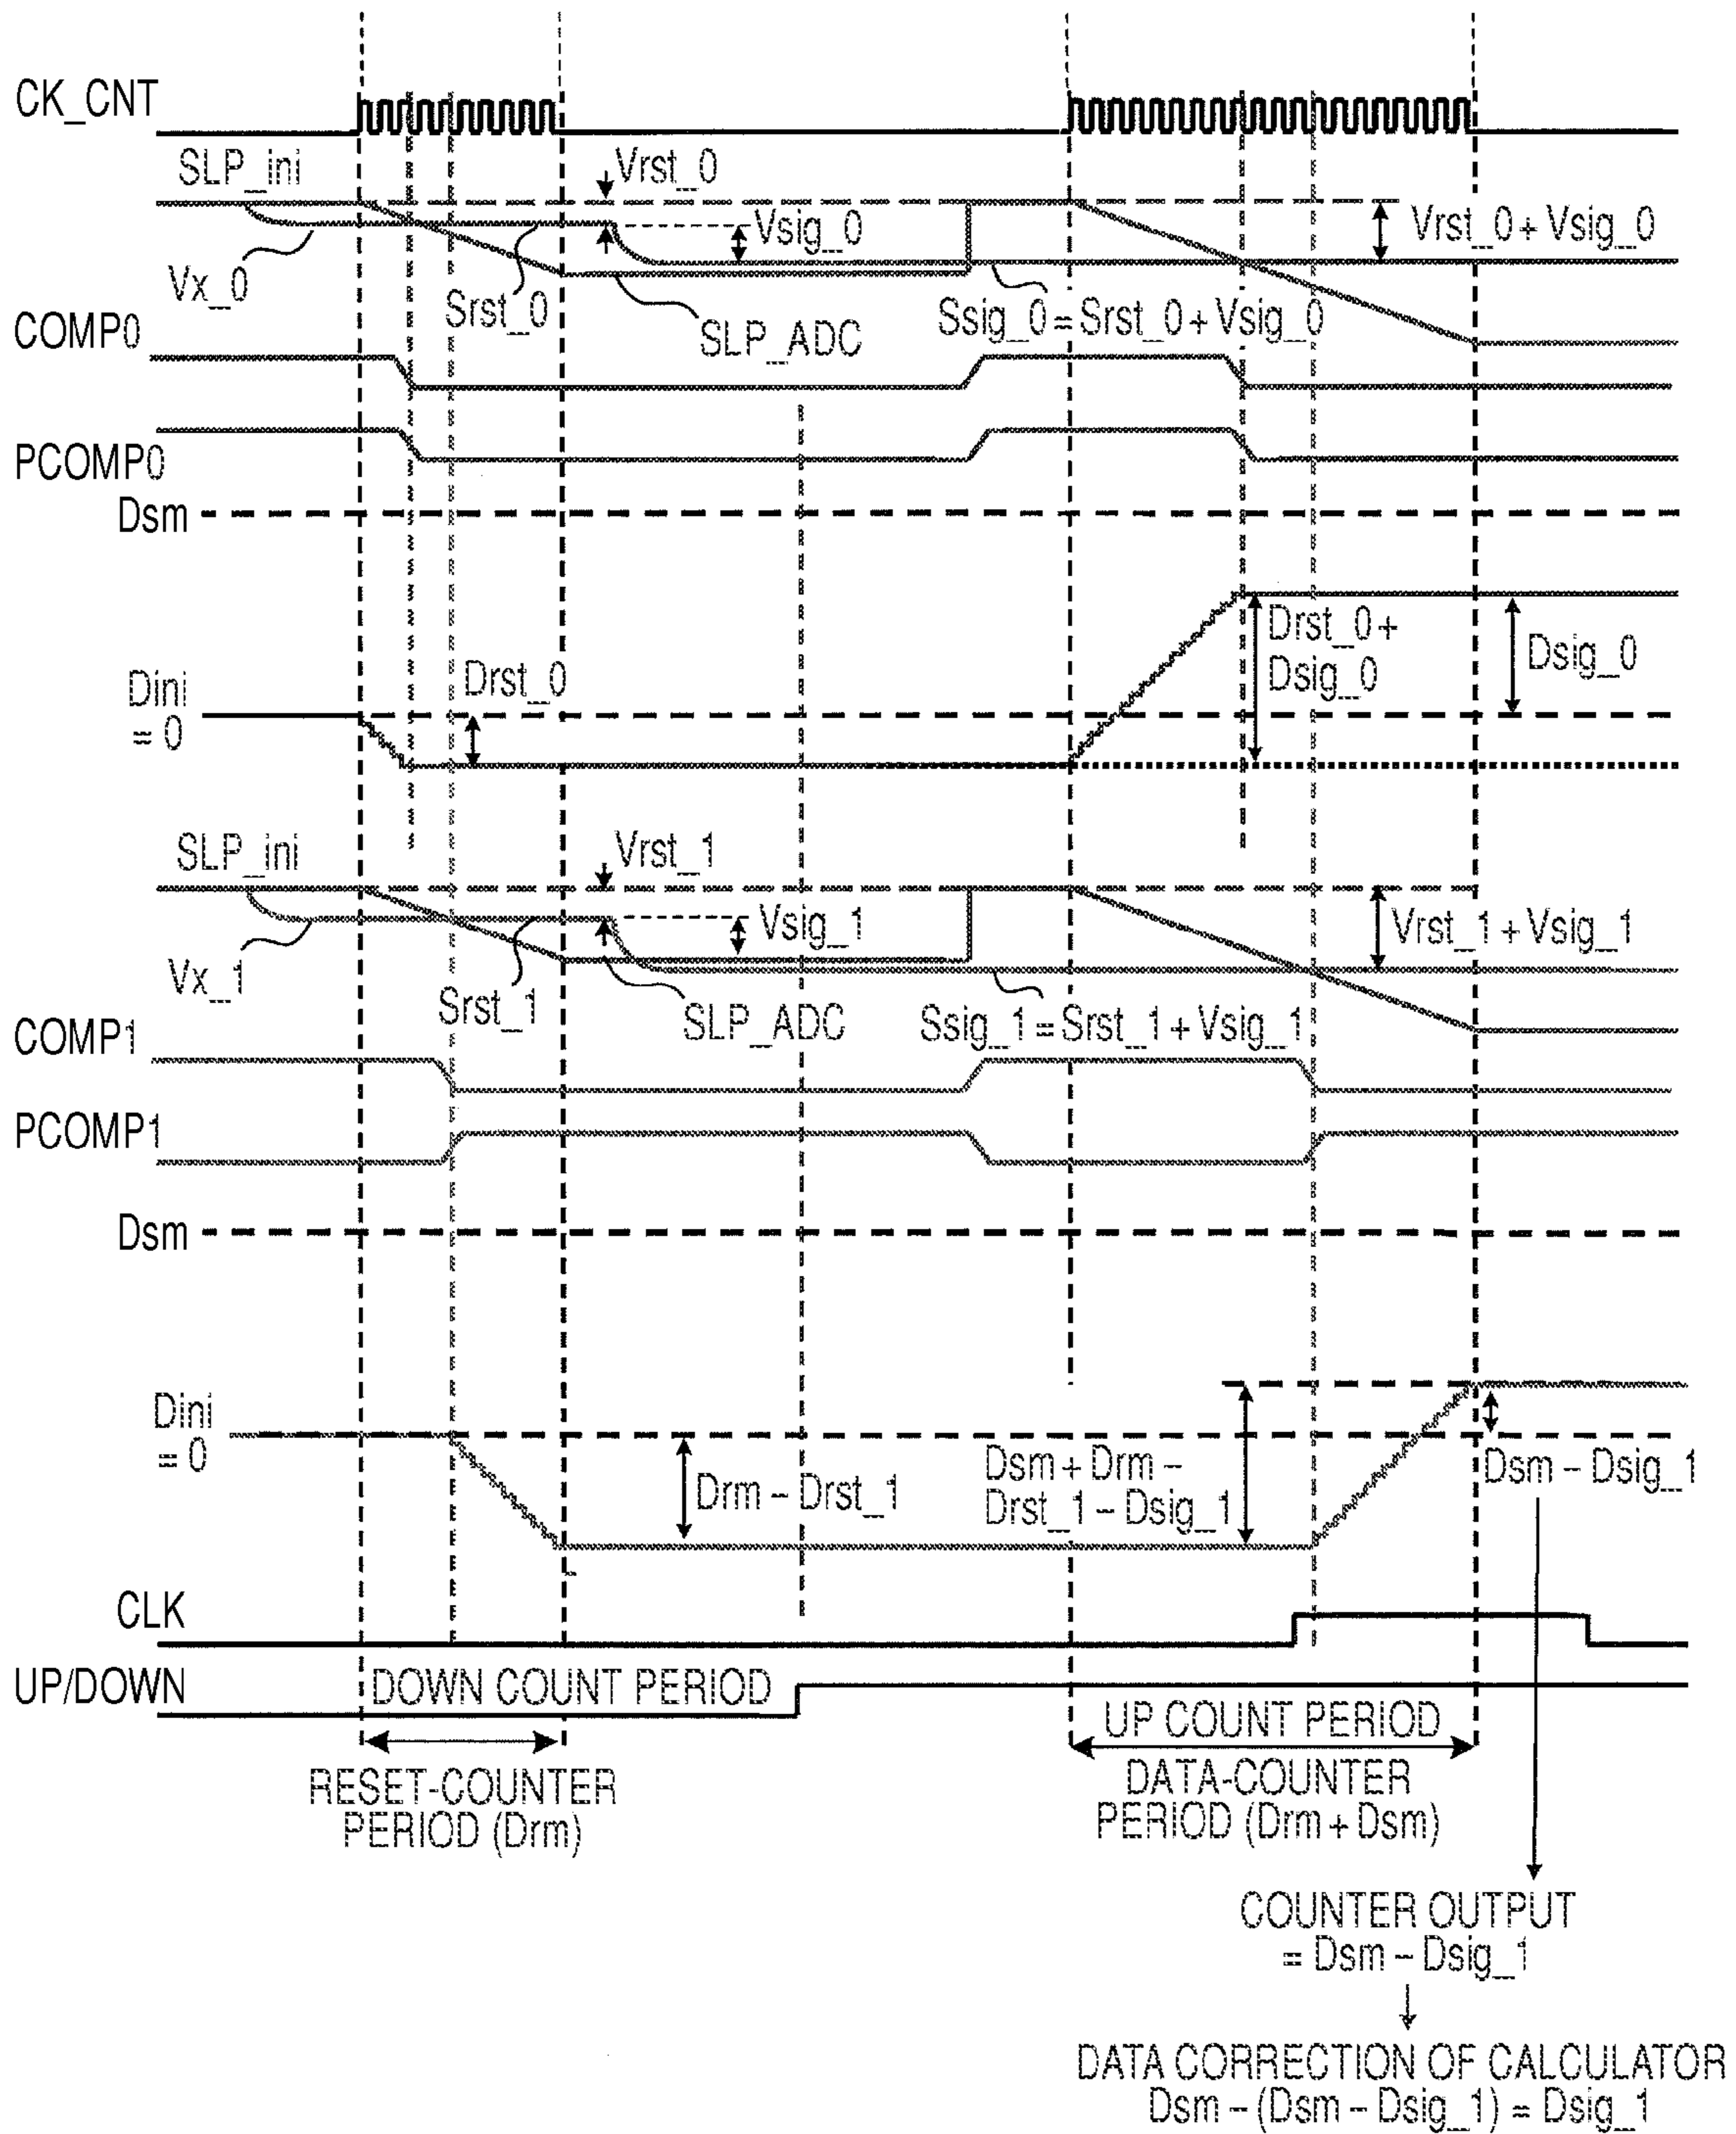 CK_CNT
SLP_ini
Vrst_0
Vsig_0
Vrst_0 + Vsig_0
Vx_0
Srst_0
SLP_ADC
Ssig_0 = Srst_0 + Vsig_0
COMP0
PCOMP0
Dsm
Drst_0 +
Dsig_0
Dsig_0
Drst_0
Dini
= 0
SLP_ini
Vrst_1
Vsig_1
Vrst_1 + Vsig_1
Vx_1
Srst_1
SLP_ADC
Ssig_1 = Srst_1 + Vsig_1
COMP1
PCOMP1
Dsm
Dini
= 0
Drm – Drst_1
Dsm + Drm –
Drst_1 – Dsig_1
Dsm – Dsig_1
CLK
UP/DOWN
DOWN COUNT PERIOD
UP COUNT PERIOD
RESET-COUNTER
PERIOD (Drm)
DATA-COUNTER
PERIOD (Drm + Dsm)
COUNTER OUTPUT
= Dsm – Dsig_1
DATA CORRECTION OF CALCULATOR
Dsm – (Dsm – Dsig_1) = Dsig_1